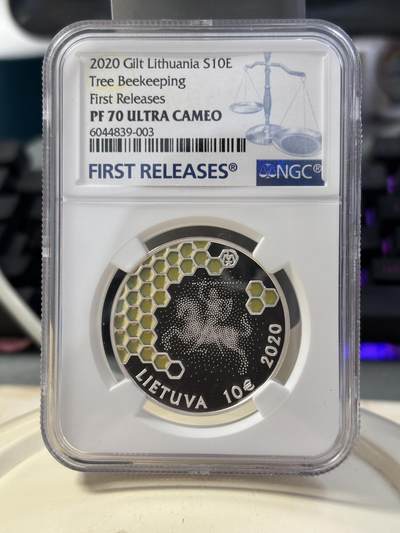 2020 Gilt Lithuania S10E
Tree Beekeeping
First Releases
PF 70 ULTRA CAMEO
6044839-003
FIRST RELEASES®
NGC®
LIETUVA 10€ 2020